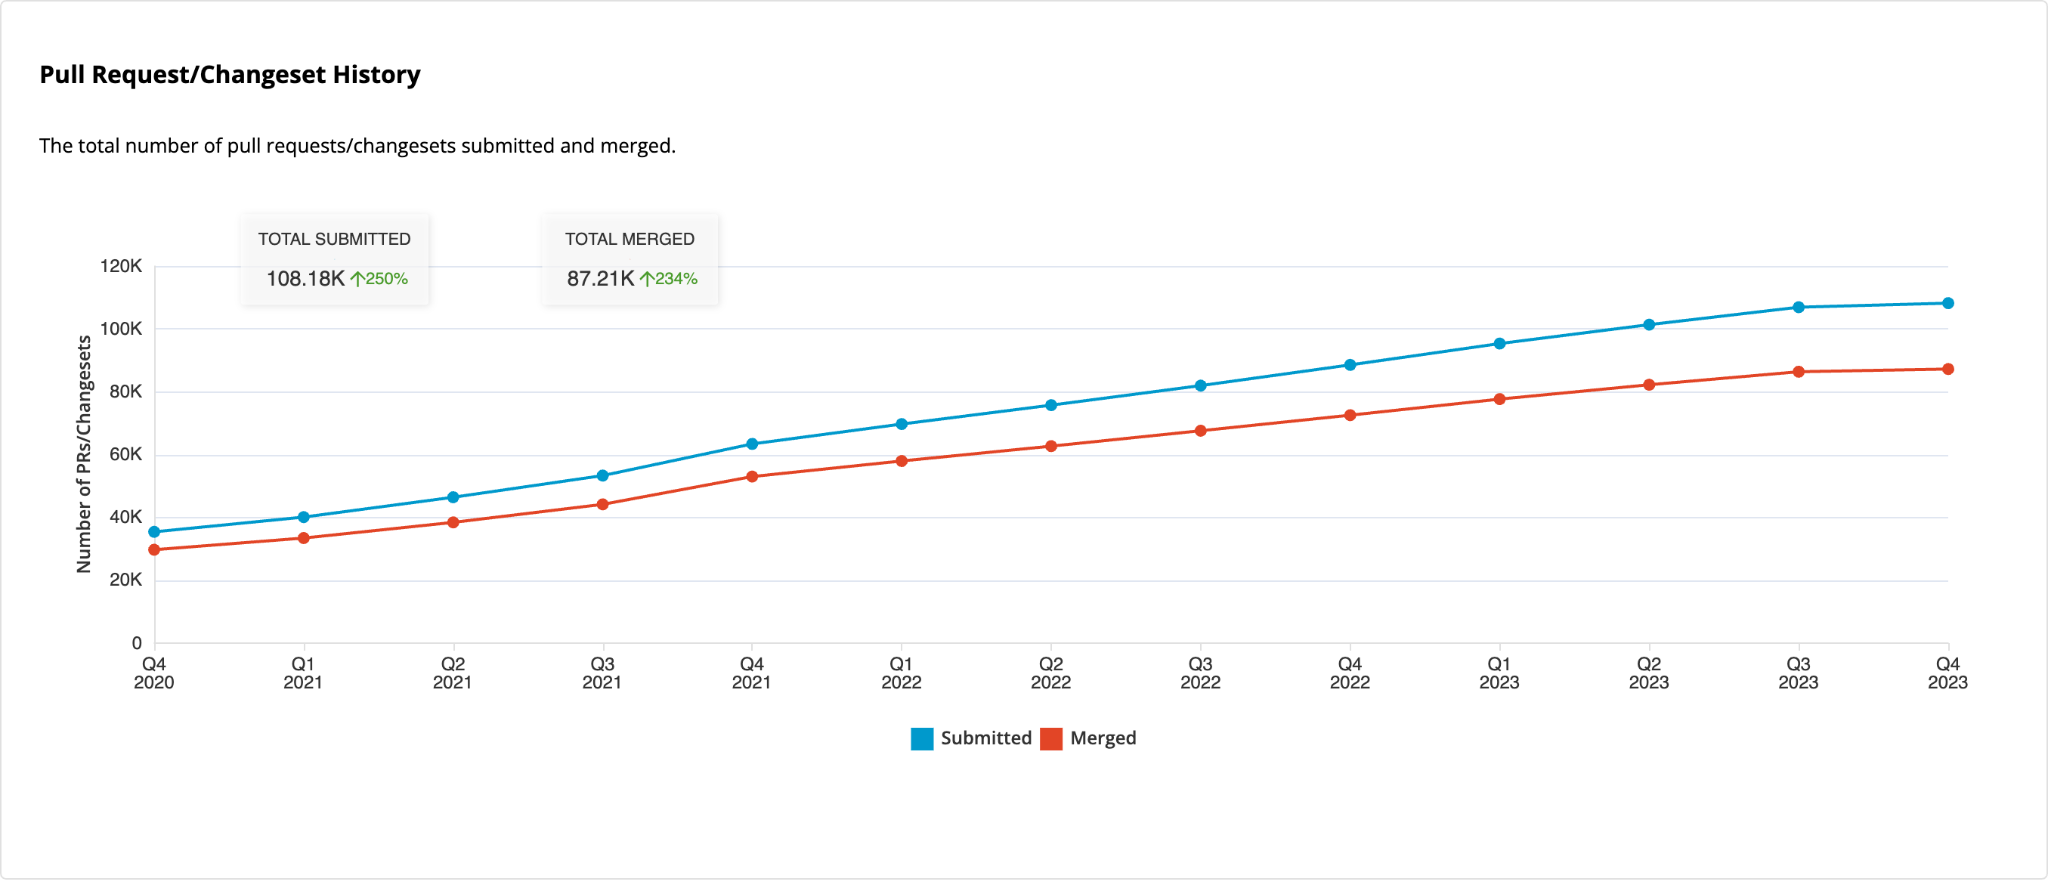 Pull Request/Changeset History
The total number of pull requests/changesets submitted and merged.
TOTAL SUBMITTED
108.18K ↑250%
TOTAL MERGED
87.21K ↑234%
Number of PRs/Changesets
120K
100K
80K
60K
40K
20K
0
Q4 2020
Q1 2021
Q2 2021
Q3 2021
Q4 2021
Q1 2022
Q2 2022
Q3 2022
Q4 2022
Q1 2023
Q2 2023
Q3 2023
Q4 2023
Submitted
Merged